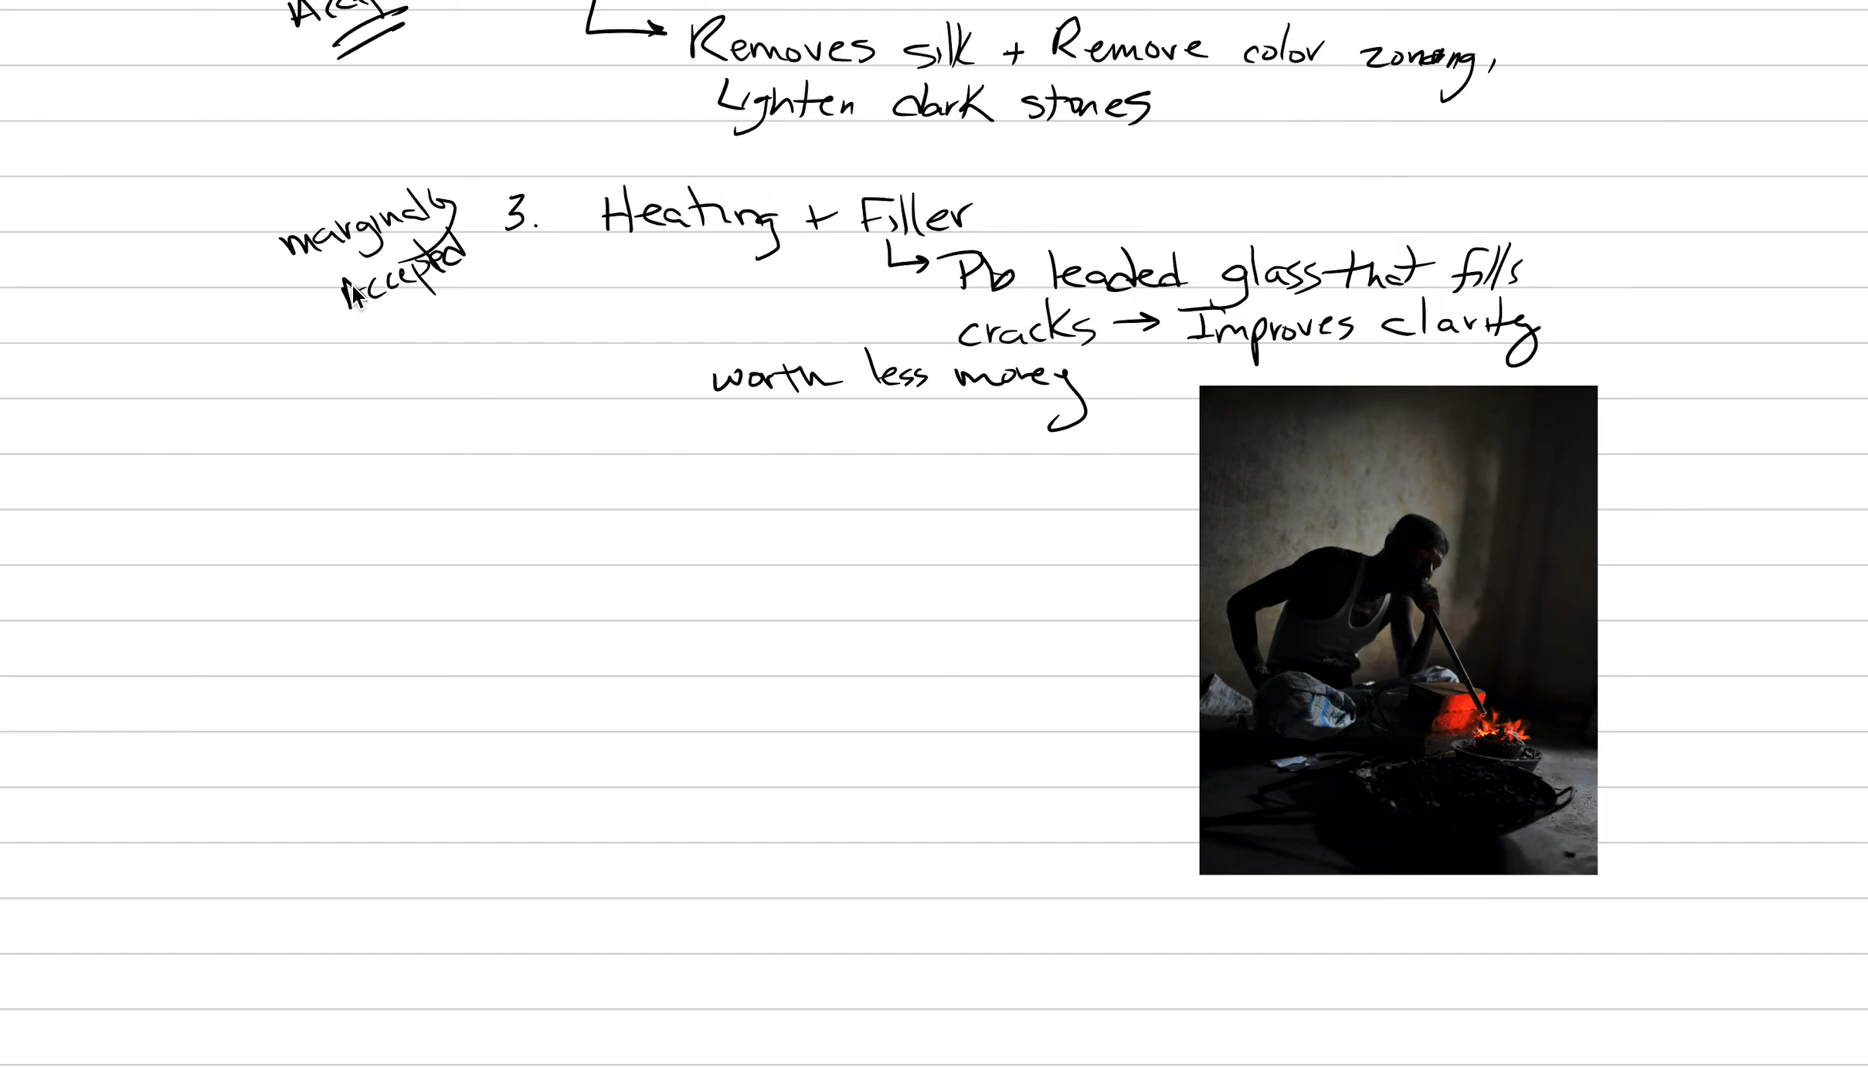 Removes silk + Remove color zoning,
Lighten dark stones
marginally
Accepted
3. Heating + Filler
↳ Pb leaded glass that fills
cracks → Improves clarity
worth less money